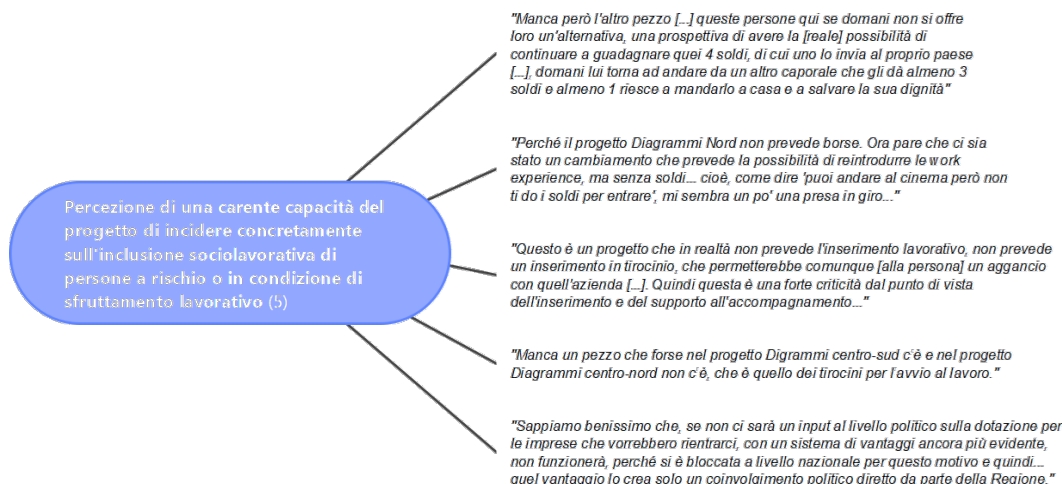 Percezione di una carente capacità del
progetto di incidere concretamente
sull'inclusione sociolavorativa di
persone a rischio o in condizione di
sfruttamento lavorativo (5)
"Manca però l'altro pezzo [...] queste persone qui se domani non si offre
loro un'alternativa, una prospettiva di avere la [reale] possibilità di
continuare a guadagnare quei 4 soldi, di cui uno lo invia al proprio paese
[...], domani lui torna ad andare da un altro caporale che gli dà almeno 3
soldi e almeno 1 riesce a mandarlo a casa e a salvare la sua dignità"
"Perché il progetto Diagrammi Nord non prevede borse. Ora pare che ci sia
stato un cambiamento che prevede la possibilità di reintrodurre le work
experience, ma senza soldi... cioè, come dire 'puoi andare al cinema però non
ti do i soldi per entrare', mi sembra un po' una presa in giro..."
"Questo è un progetto che in realtà non prevede l'inserimento lavorativo, non prevede
un inserimento in tirocinio, che permetterebbe comunque [alla persona] un aggancio
con quell'azienda [...]. Quindi questa è una forte criticità dal punto di vista
dell'inserimento e del supporto all'accompagnamento..."
"Manca un pezzo che forse nel progetto Digrammi centro-sud c'è e nel progetto
Diagrammi centro-nord non c'è, che è quello dei tirocini per l'avvio al lavoro."
"Sappiamo benissimo che, se non ci sarà un input al livello politico sulla dotazione per
le imprese che vorrebbero rientrarci, con un sistema di vantaggi ancora più evidente,
non funzionerà, perché si è bloccata a livello nazionale per questo motivo e quindi...
quel vantaggio lo crea solo un coinvolgimento politico diretto da parte della Regione."